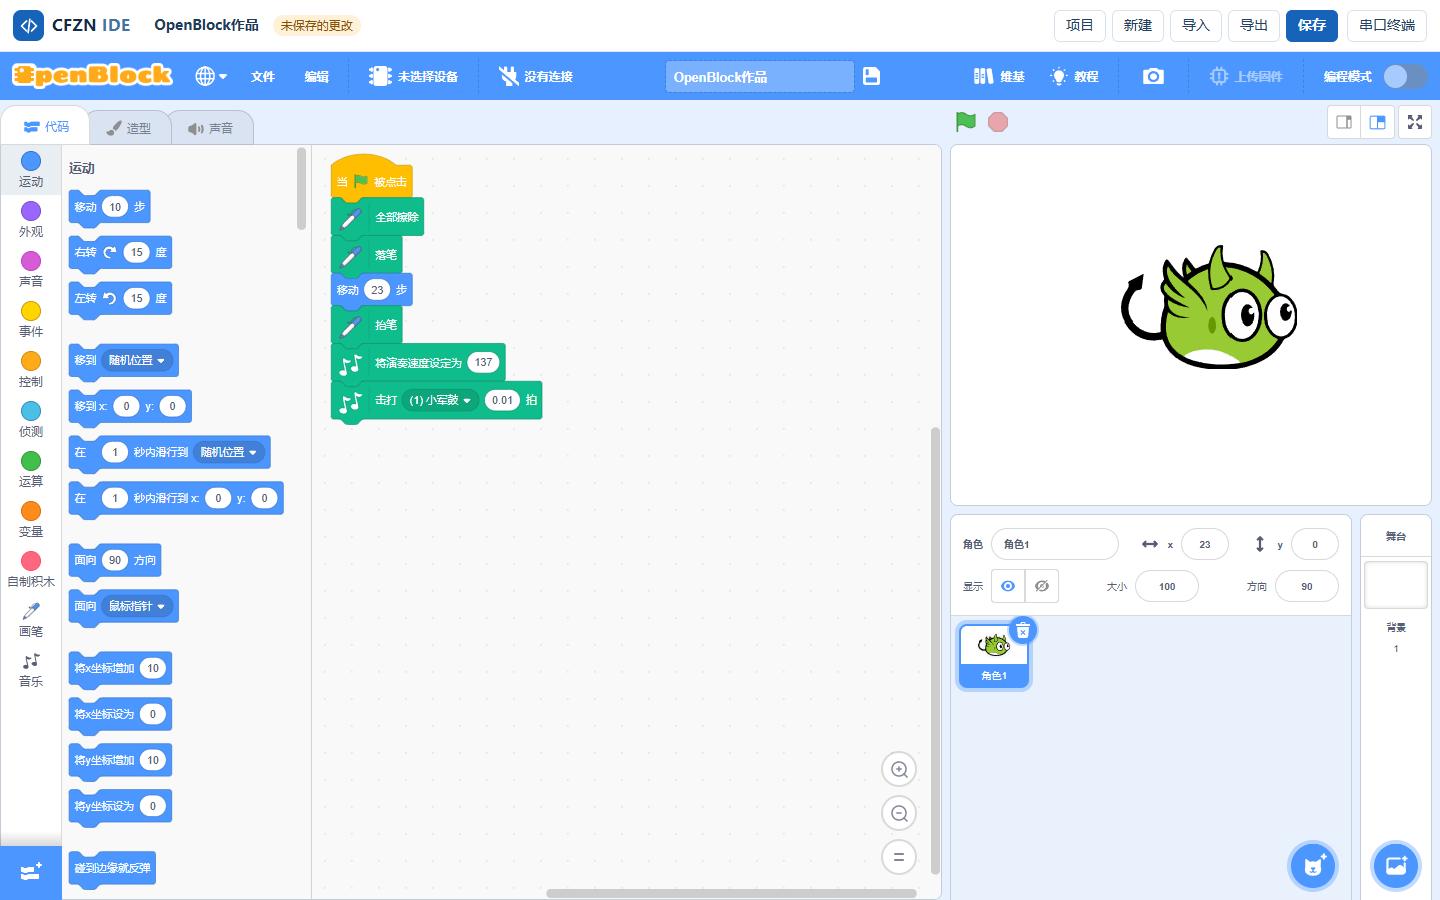 CFZN IDE OpenBlock作品 未保存的更改 项目 新建 导入 导出 保存 串口终端
OpenBlock 文件 编辑 未选择设备 没有连接 OpenBlock作品 维基 教程 上传固件 编程模式
代码 造型 声音
运动
外观
声音
事件
控制
侦测
运算
变量
自制积木
画笔
音乐
运动
移动 10 步
右转 15 度
左转 15 度
移到 随机位置
移到 x: 0 y: 0
在 1 秒内滑行到 随机位置
在 1 秒内滑行到 x: 0 y: 0
面向 90 方向
面向 鼠标指针
将x坐标增加 10
将x坐标设为 0
将y坐标增加 10
将y坐标设为 0
碰到边缘就反弹
当 被点击
全部擦除
落笔
移动 23 步
抬笔
将演奏速度设定为 137
击打 (1) 小军鼓 0.01 拍
角色 角色1 x 23 y 0
显示 大小 100 方向 90
角色1
舞台
背景
1